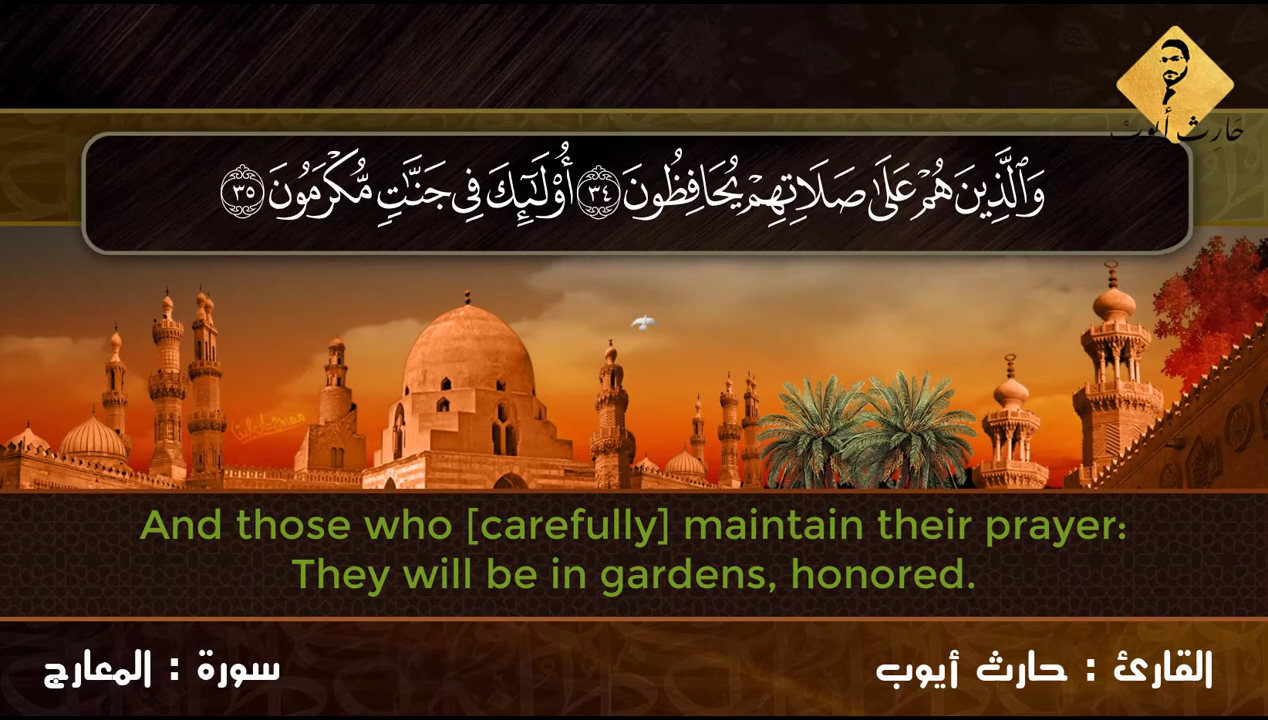 حارث أيوب
وَٱلَّذِينَ هُمْ عَلَىٰ صَلَاتِهِمْ يُحَافِظُونَ ٣٤ أُو۟لَـٰٓئِكَ فِى جَنَّـٰتٍ مُّكْرَمُونَ ٣٥
And those who [carefully] maintain their prayer:
They will be in gardens, honored.
القارئ : حارث أيوب
سورة : المعارج